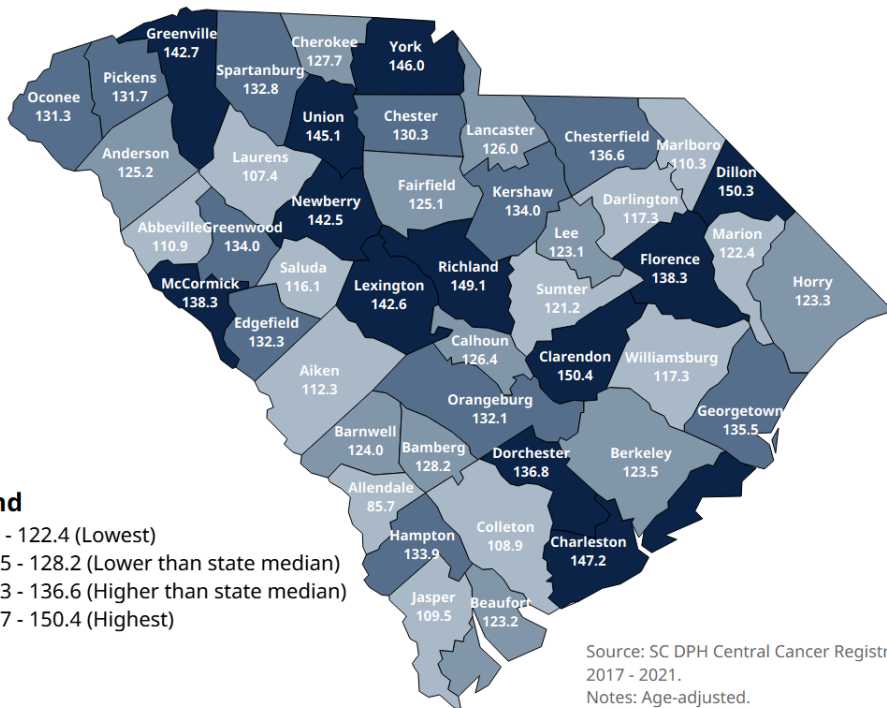 Greenville
142.7
Cherokee
127.7
York
146.0
Pickens
131.7
Spartanburg
132.8
Oconee
131.3
Union
145.1
Chester
130.3
Lancaster
126.0
Chesterfield
136.6
Marlboro
110.3
Anderson
125.2
Laurens
107.4
Dillon
150.3
Fairfield
125.1
Kershaw
134.0
Darlington
117.3
Newberry
142.5
Abbeville
110.9
Greenwood
134.0
Lee
123.1
Marion
122.4
Saluda
116.1
Richland
149.1
Florence
138.3
McCormick
138.3
Lexington
142.6
Sumter
121.2
Horry
123.3
Edgefield
132.3
Calhoun
126.4
Clarendon
150.4
Williamsburg
117.3
Aiken
112.3
Orangeburg
132.1
Georgetown
135.5
Barnwell
124.0
Bamberg
128.2
Dorchester
136.8
Berkeley
123.5
Allendale
85.7
Colleton
108.9
Hampton
133.9
Charleston
147.2
Jasper
109.5
Beaufort
123.2
nd
- 122.4 (Lowest)
5 - 128.2 (Lower than state median)
3 - 136.6 (Higher than state median)
7 - 150.4 (Highest)
Source: SC DPH Central Cancer Registr
2017 - 2021.
Notes: Age-adjusted.